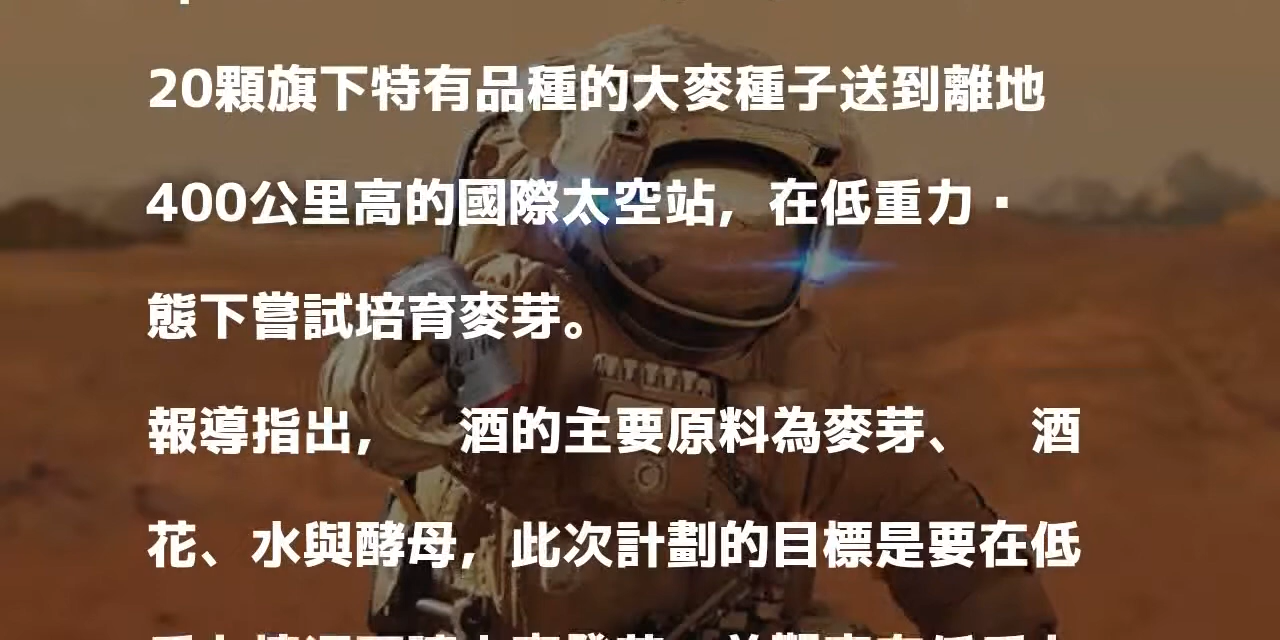 20顆旗下特有品種的大麥種子送到離地
400公里高的國際太空站，在低重力·
態下嘗試培育麥芽。
報導指出，　酒的主要原料為麥芽、　酒
花、水與酵母，此次計劃的目標是要在低